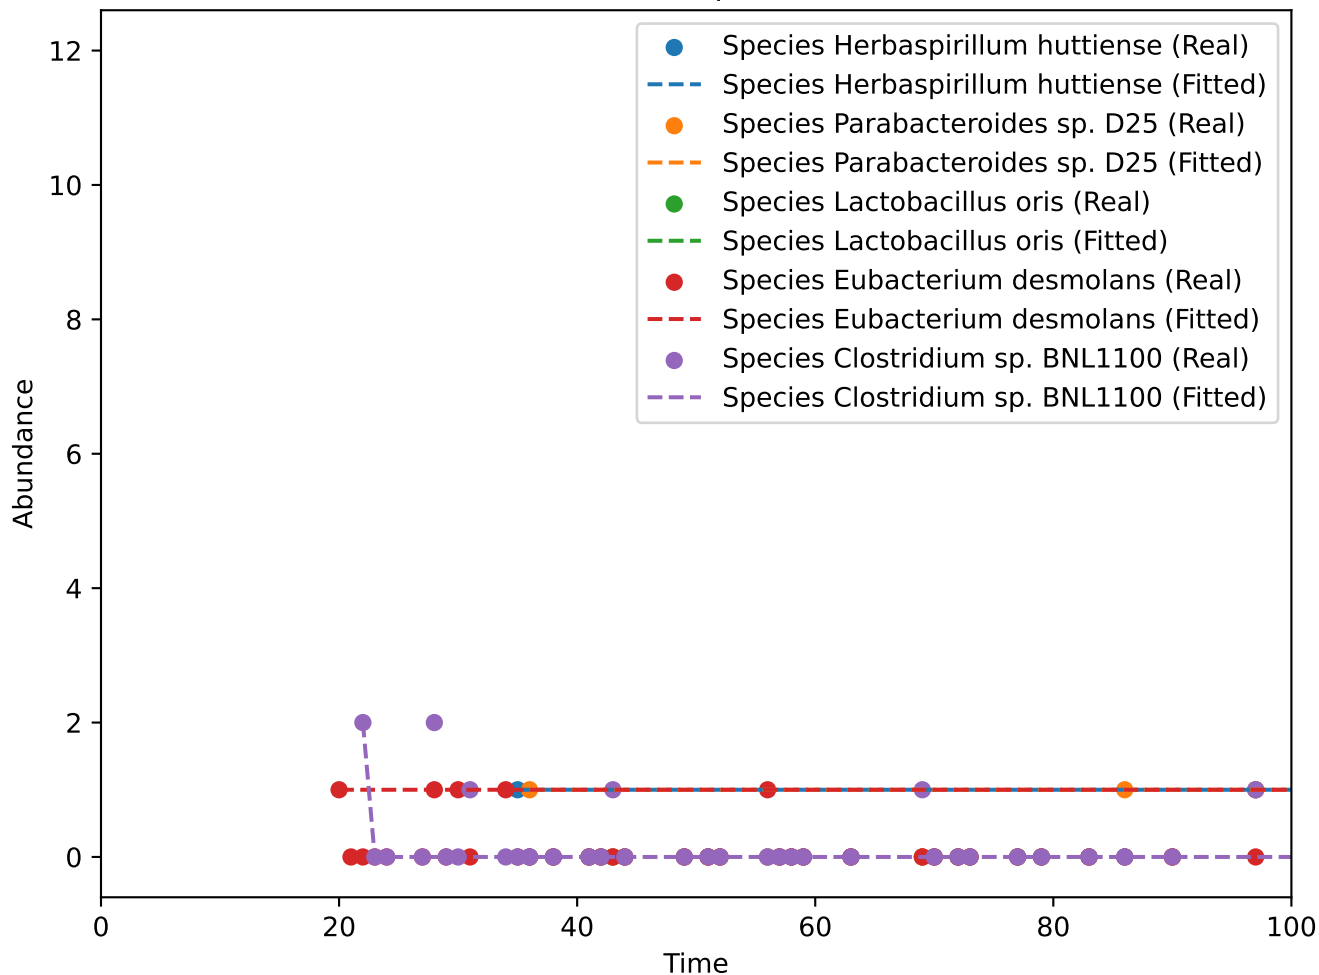 12
10
8
6
4
2
0
Abundance
Species Herbaspirillum huttiense (Real)
Species Herbaspirillum huttiense (Fitted)
Species Parabacteroides sp. D25 (Real)
Species Parabacteroides sp. D25 (Fitted)
Species Lactobacillus oris (Real)
Species Lactobacillus oris (Fitted)
Species Eubacterium desmolans (Real)
Species Eubacterium desmolans (Fitted)
Species Clostridium sp. BNL1100 (Real)
Species Clostridium sp. BNL1100 (Fitted)
0 20 40 60 80 100
Time